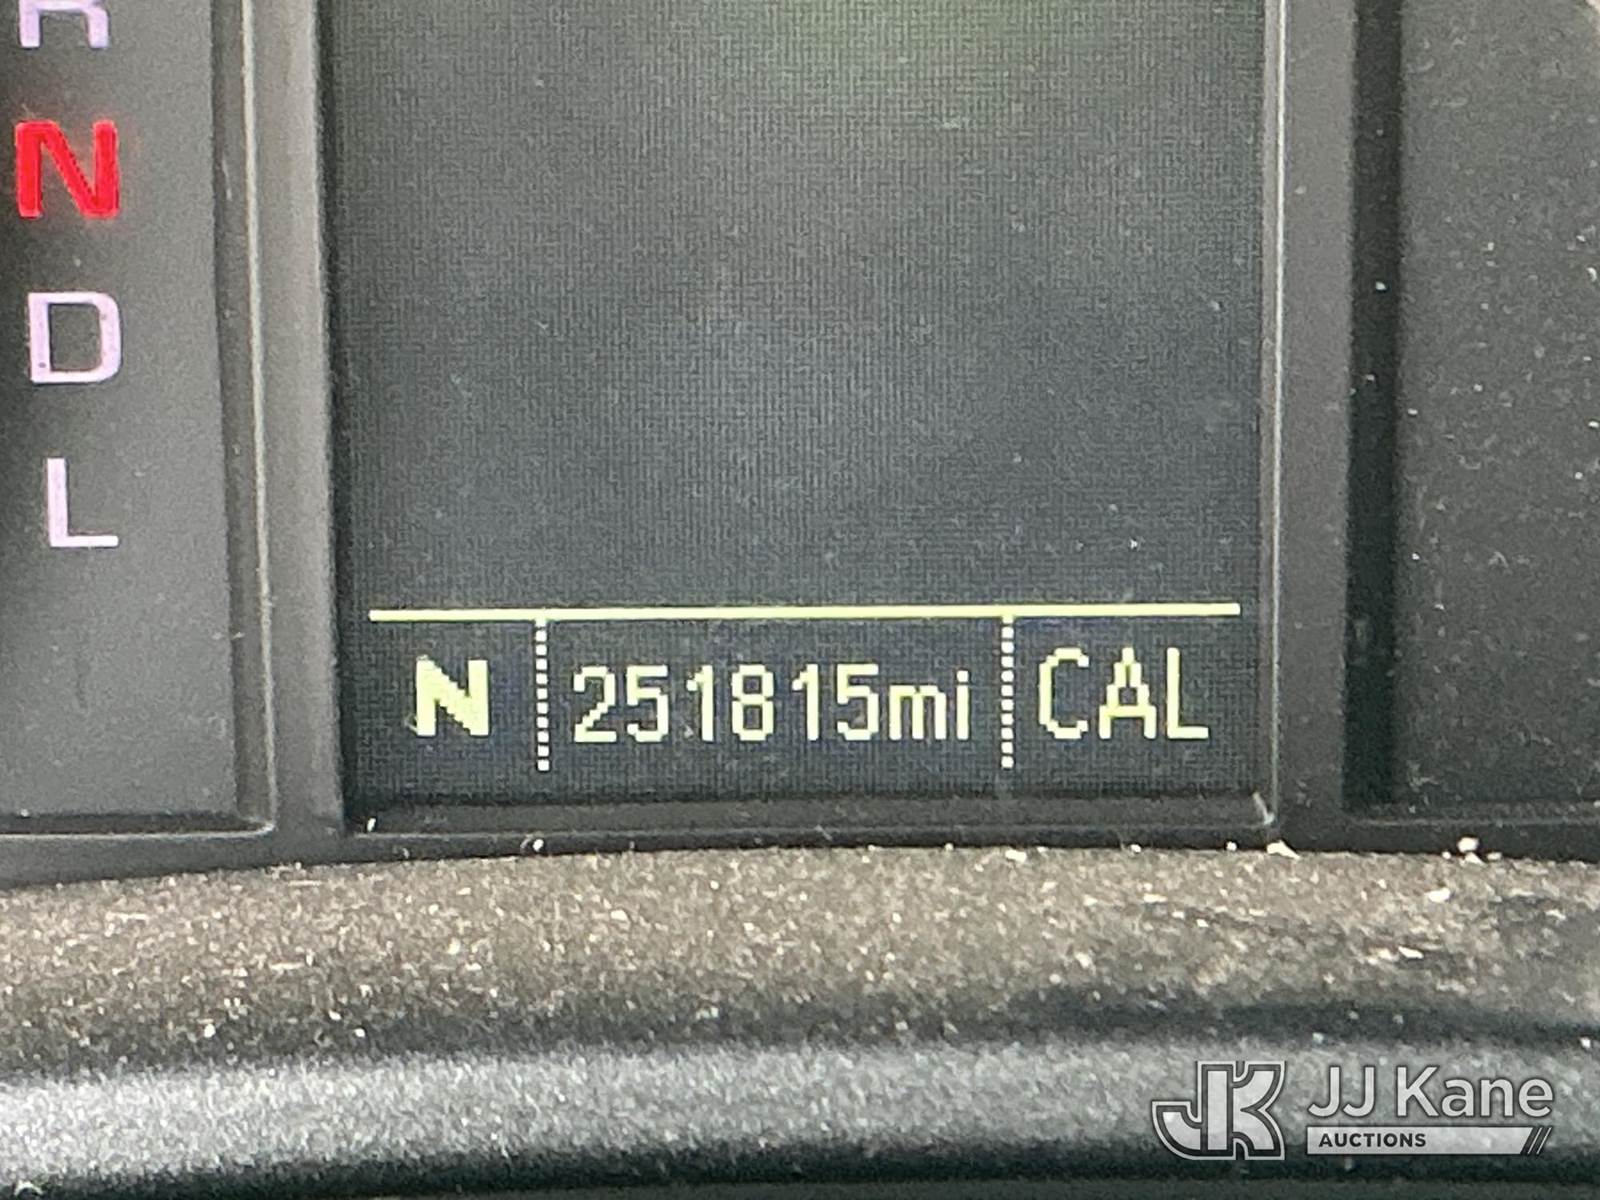 R
N
D
L
N 251815mi CAL
JK JJ Kane
AUCTIONS